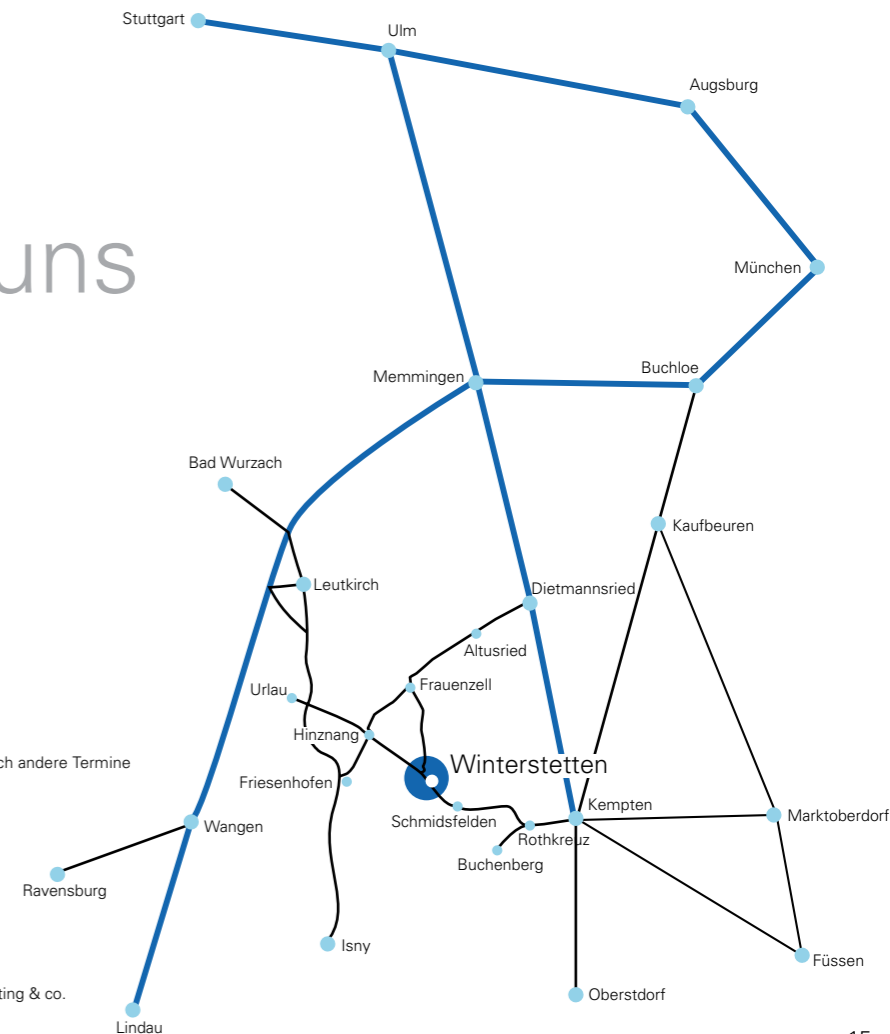 Stuttgart
Ulm
Augsburg
uns
München
Buchloe
Memmingen
Bad Wurzach
Kaufbeuren
Leutkirch
Dietmannsried
Altusried
Frauenzell
Urlau
Hinznang
ch andere Termine
Winterstetten
Friesenhofen
Kempten
Schmidsfelden
Marktoberdorf
Wangen
Rothkreuz
Buchenberg
Ravensburg
Isny
Füssen
ting & co.
Oberstdorf
Lindau